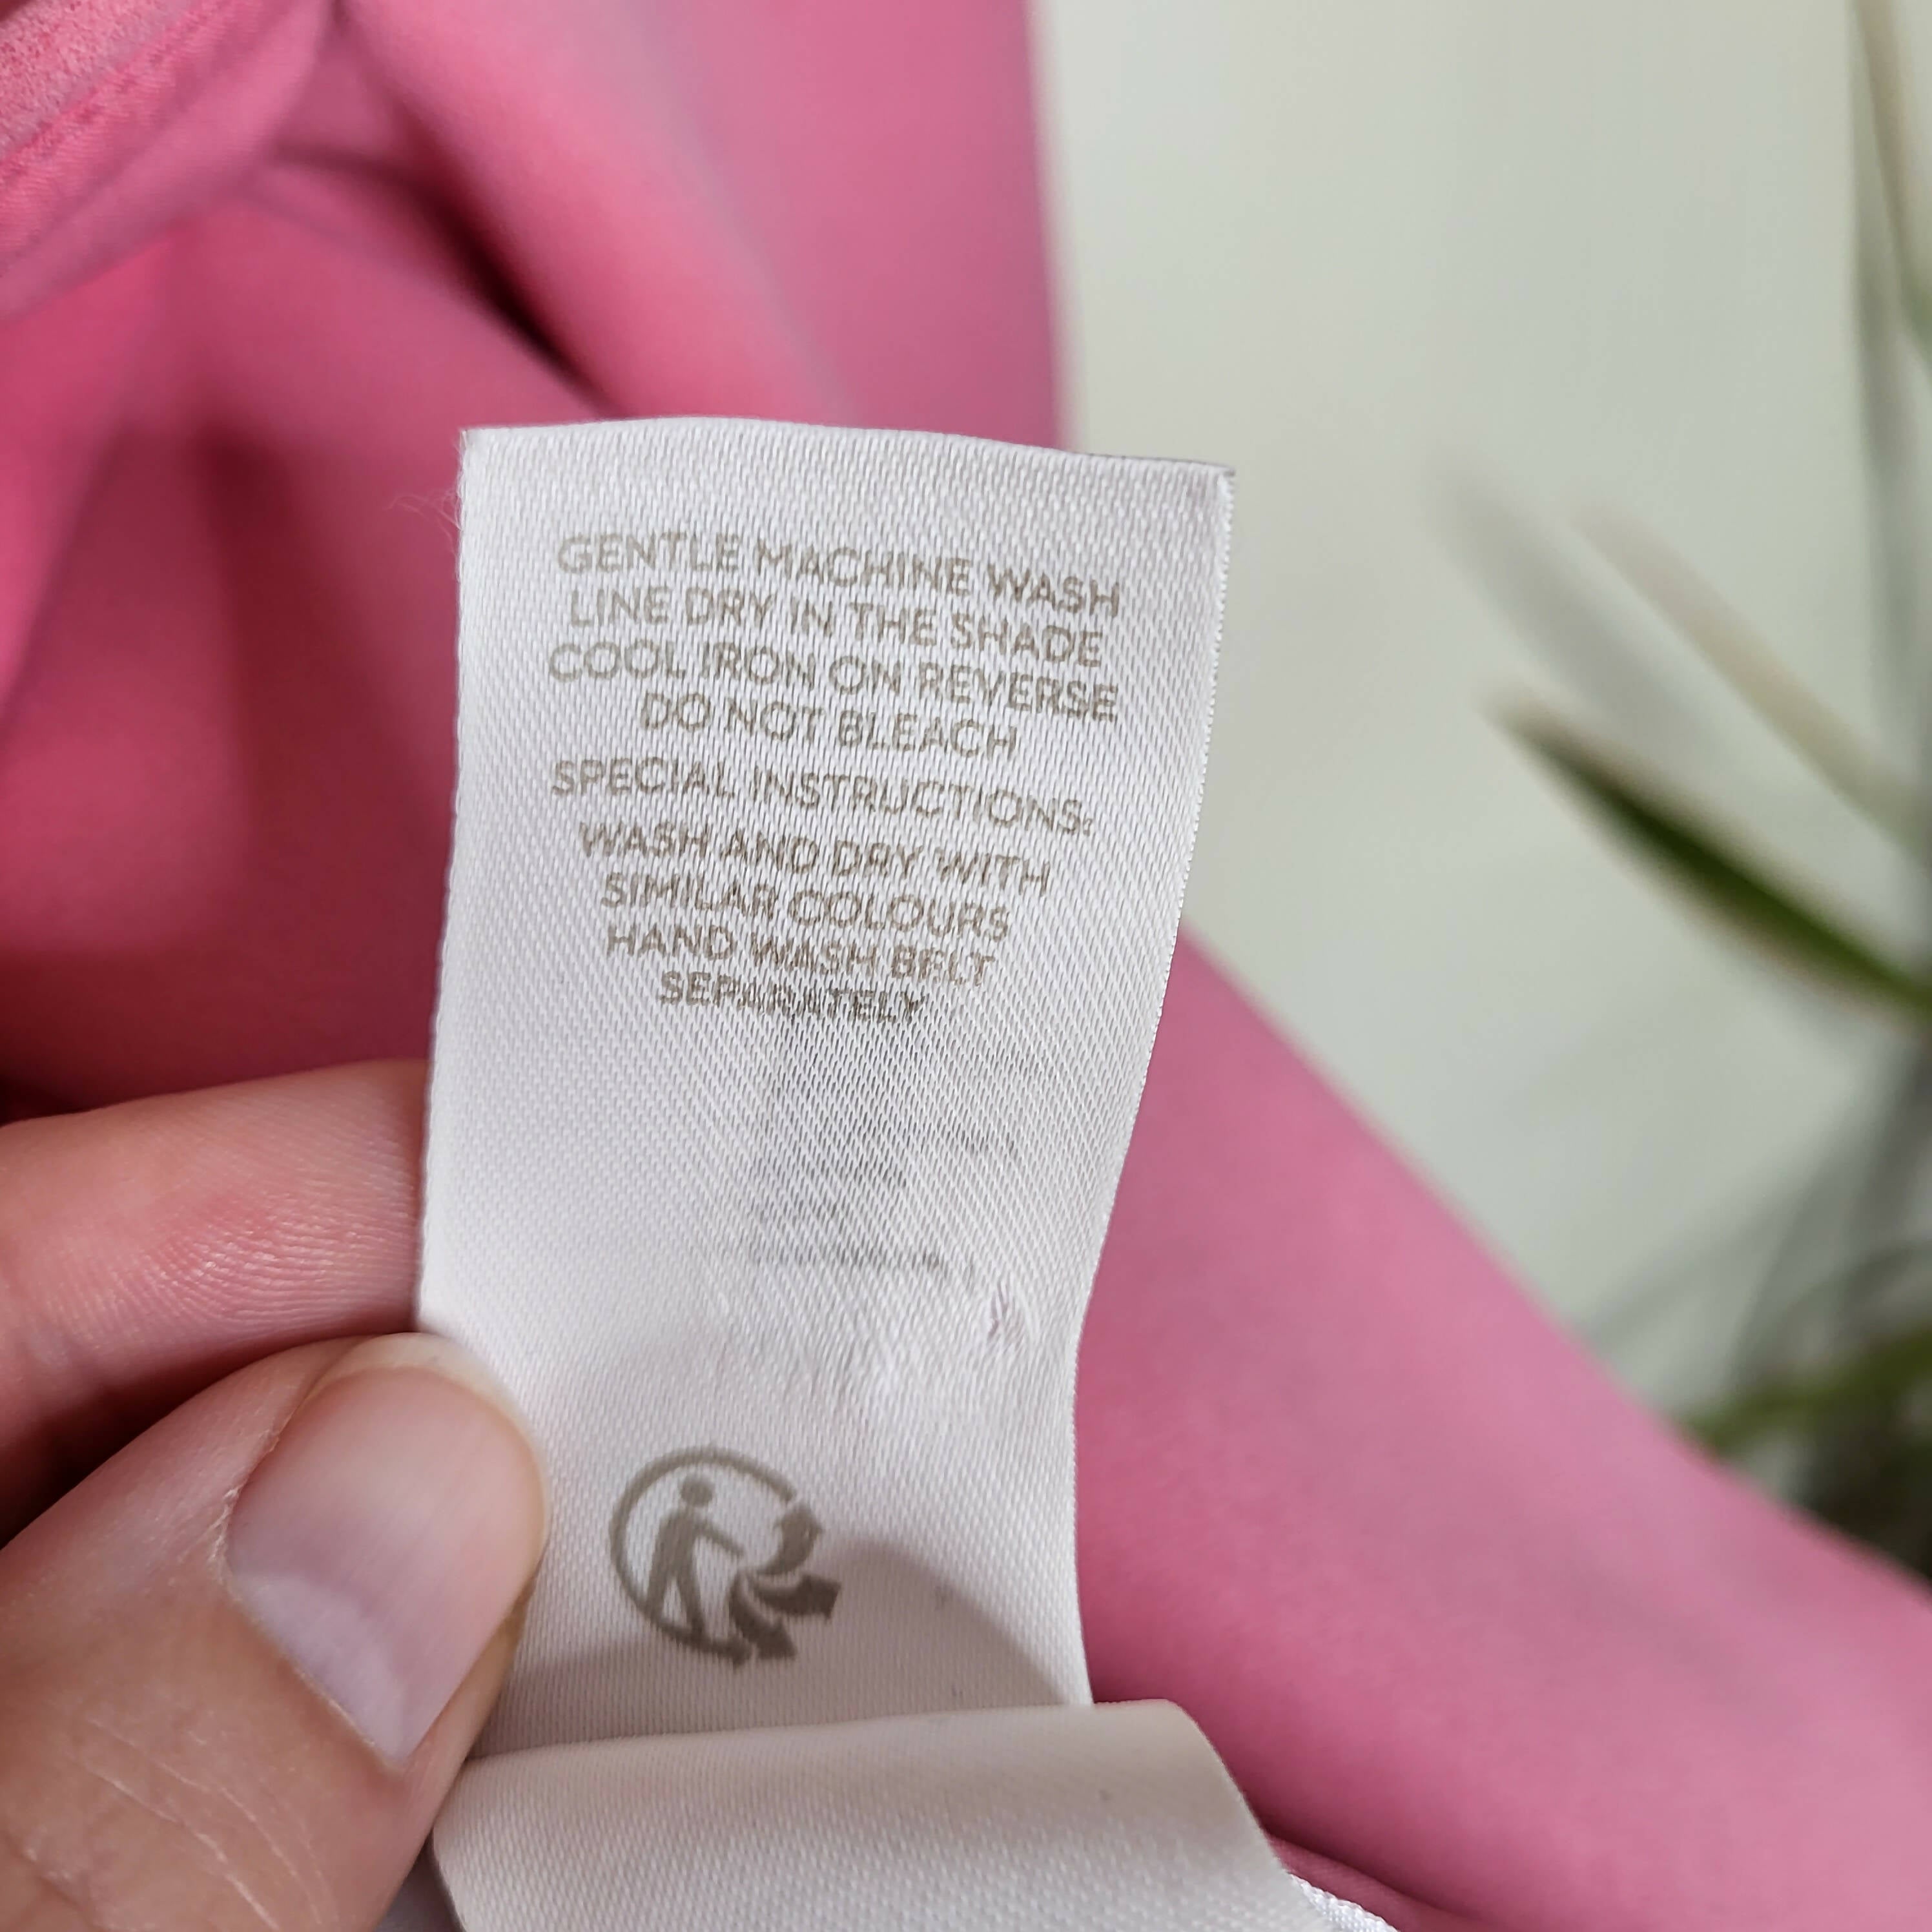 GENTLE MACHINE WASH
LINE DRY IN THE SHADE
COOL IRON ON REVERSE
DO NOT BLEACH
SPECIAL INSTRUCTIONS:
WASH AND DRY WITH
SIMILAR COLOURS
HAND WASH BELT
SEPARATELY